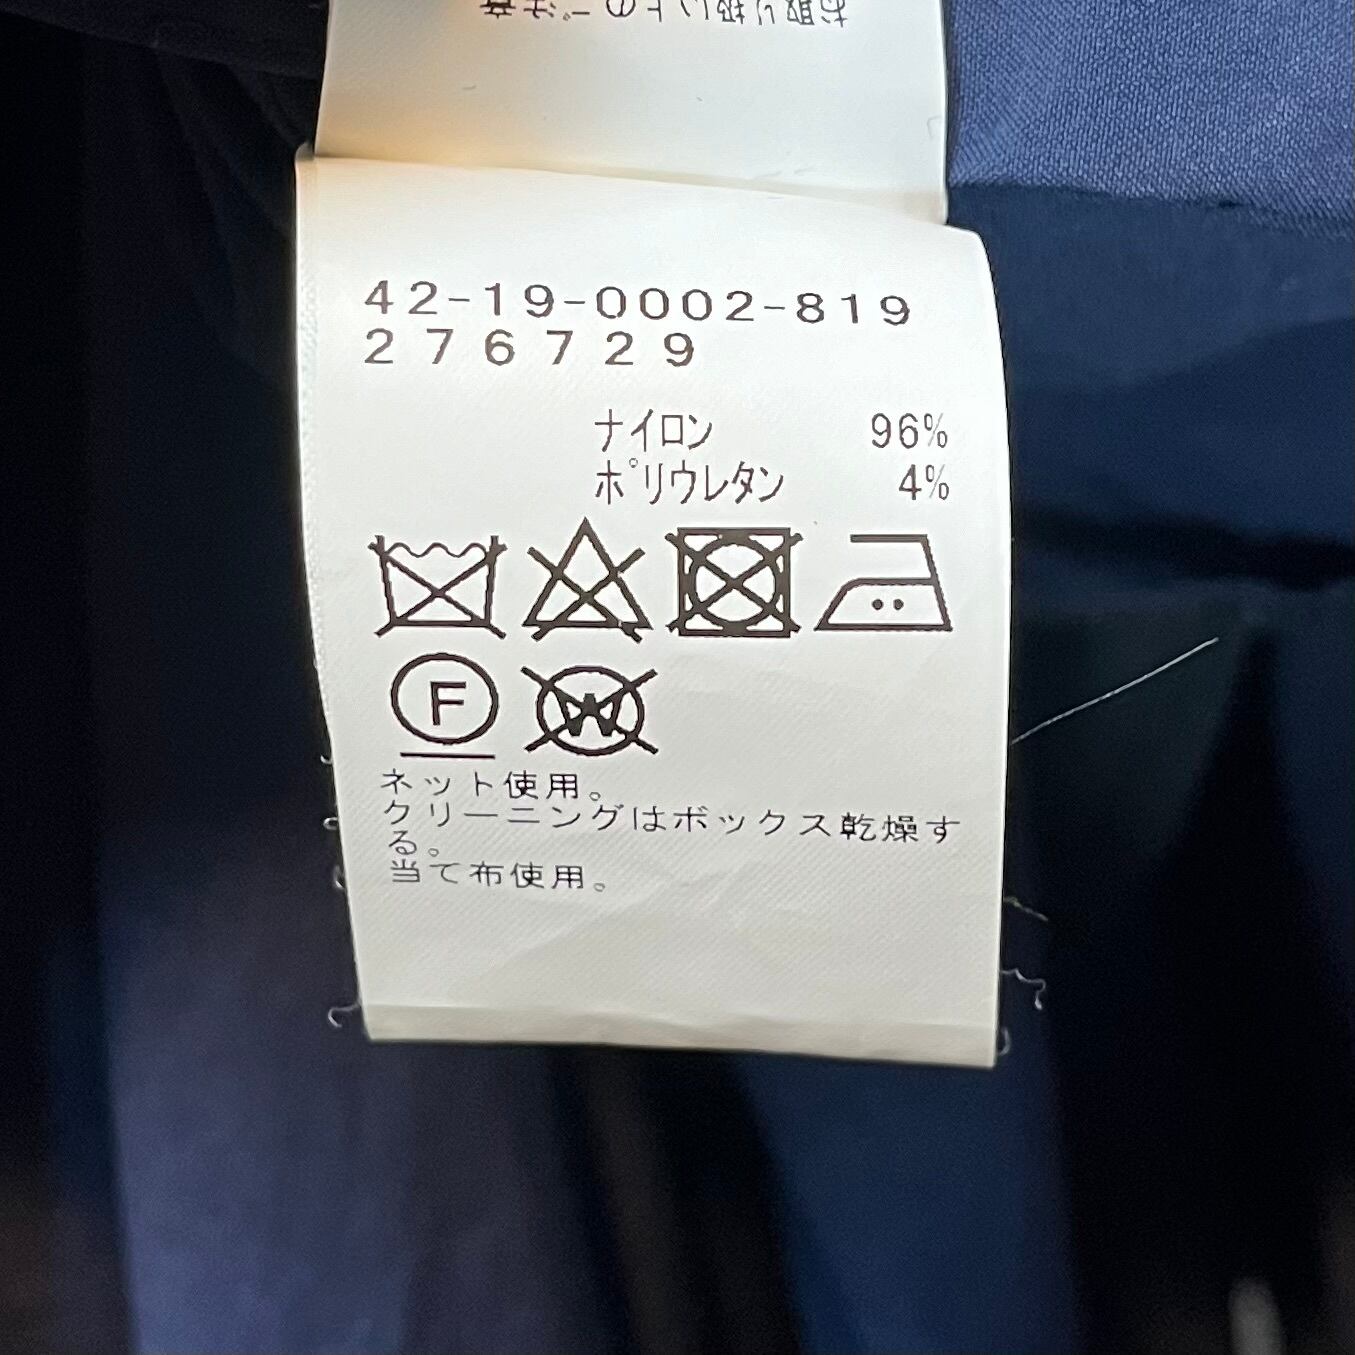 42-19-0002-819
276729
ナイロン 96%
ポリウレタン 4%
F
W
ネット使用。
クリーニングはボックス乾燥す
る。
当て布使用。